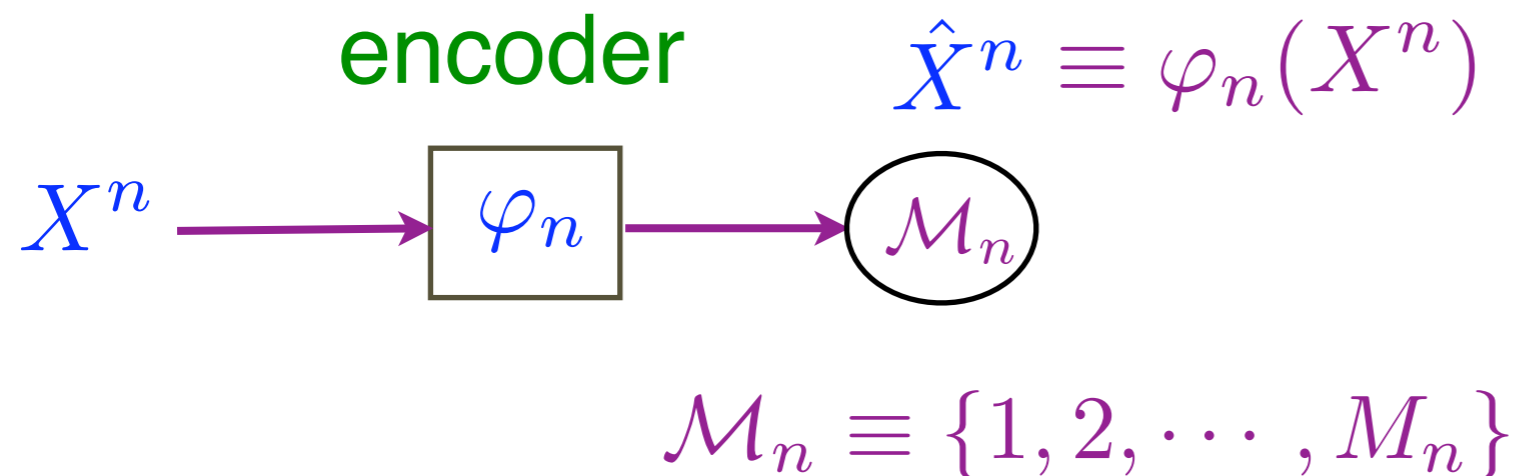 encoder
X̂ⁿ ≡ φₙ(Xⁿ)
Xⁿ
φₙ
ℳₙ
ℳₙ ≡ {1, 2, ⋯ , Mₙ}